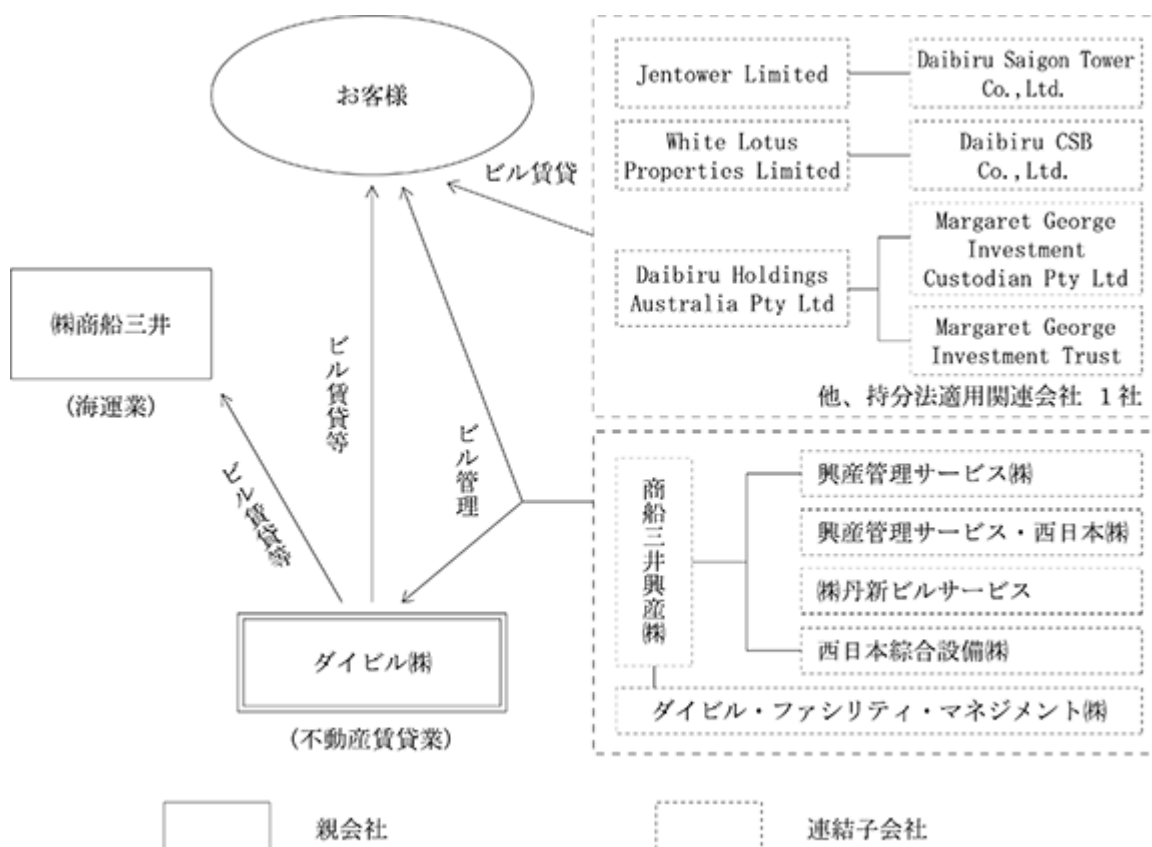 お客様
Jentower Limited
Daibiru Saigon Tower
Co.,Ltd.
White Lotus
Properties Limited
Daibiru CSB
Co.,Ltd.
ビル賃貸
Daibiru Holdings
Australia Pty Ltd
Margaret George
Investment
Custodian Pty Ltd
Margaret George
Investment Trust
他、持分法適用関連会社 1社
㈱商船三井
(海運業)
ビル賃貸等
ビル賃貸等
ビル管理
商船三井興産㈱
興産管理サービス㈱
興産管理サービス・西日本㈱
㈱丹新ビルサービス
西日本綜合設備㈱
ダイビル・ファシリティ・マネジメント㈱
ダイビル㈱
(不動産賃貸業)
親会社
連結子会社